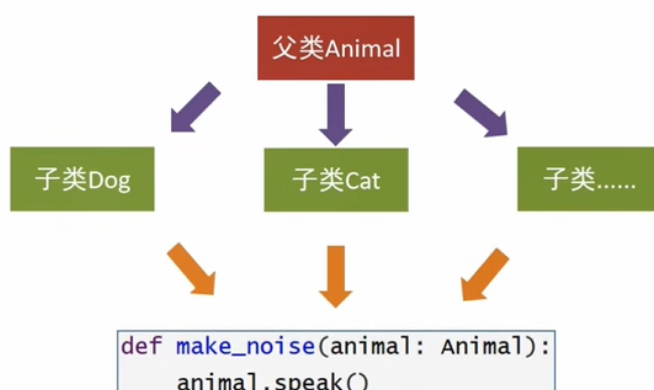 父类Animal
子类Dog
子类Cat
子类......
def make_noise(animal: Animal):
animal.speak()